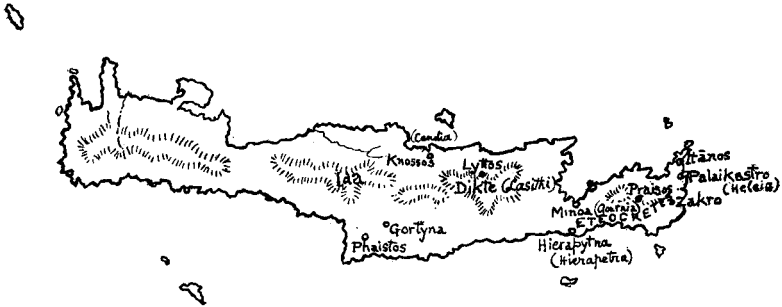 (Candia)
Knossos
Lyttos
Ida
Dikte (Lasithi)
Itanos
Palaikastro
(Heleia)
Praisos
Zakro
Minoa (Gournia)
ETEOCRETES
Gortyna
Phaistos
Hierapytna
(Hierapetra)